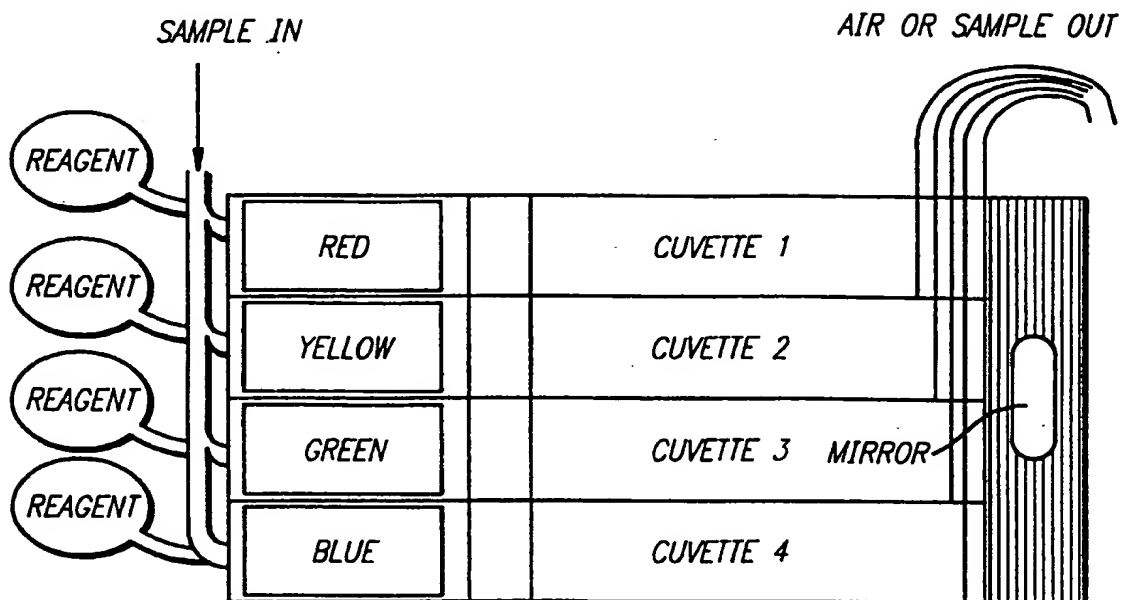 SAMPLE IN
AIR OR SAMPLE OUT
REAGENT
RED
CUVETTE 1
REAGENT
YELLOW
CUVETTE 2
REAGENT
GREEN
CUVETTE 3
MIRROR
REAGENT
BLUE
CUVETTE 4